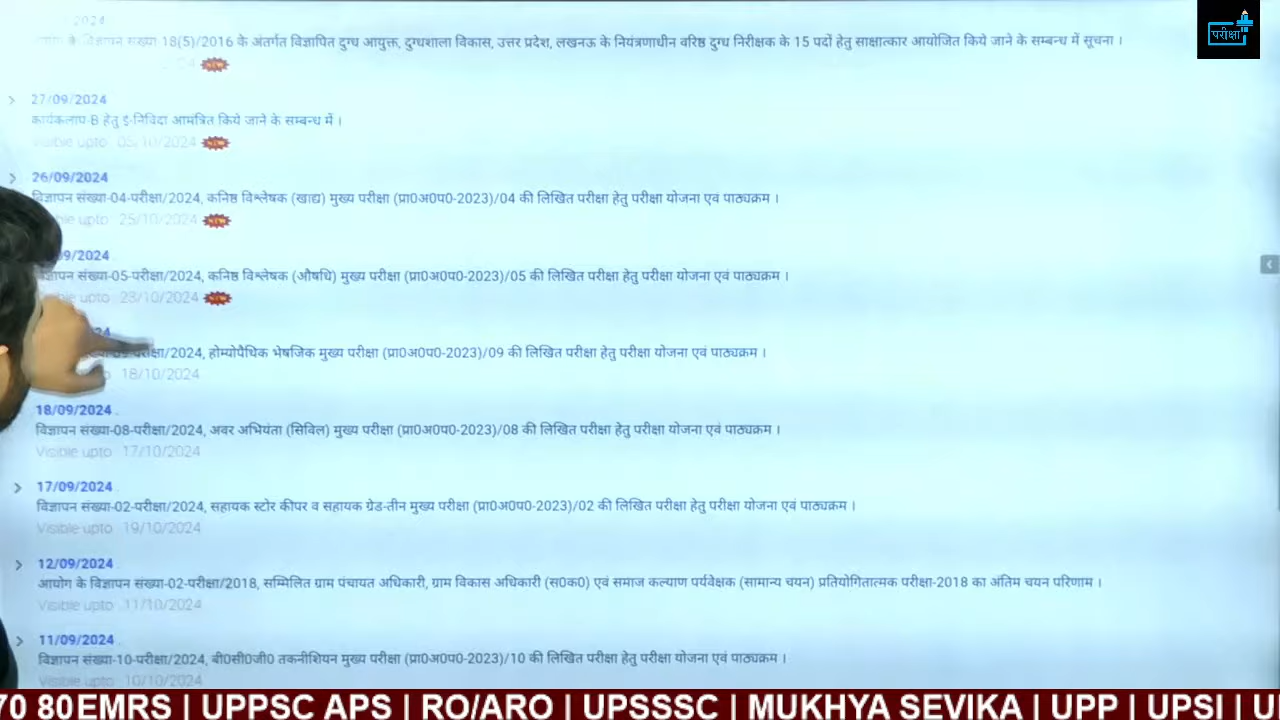 2024
के विज्ञापन संख्या 18(5)/2016 के अंतर्गत विज्ञापित दुग्ध आयुक्त, दुग्धशाला विकास, उत्तर प्रदेश, लखनऊ के नियंत्रणाधीन वरिष्ठ दुग्ध निरीक्षक के 15 पदों हेतु साक्षात्कार आयोजित किये जाने के सम्बन्ध में सूचना ।
NEW
परीक्षा
27/09/2024
कार्यकलाप-B हेतु ई-निविदा आमंत्रित किये जाने के सम्बन्ध में ।
Visible upto : 05/10/2024 NEW
26/09/2024
विज्ञापन संख्या-04-परीक्षा/2024, कनिष्ठ विश्लेषक (खाद्य) मुख्य परीक्षा (प्रा0अ0प0-2023)/04 की लिखित परीक्षा हेतु परीक्षा योजना एवं पाठ्यक्रम ।
upto : 25/10/2024 NEW
09/2024
विज्ञापन संख्या-05-परीक्षा/2024, कनिष्ठ विश्लेषक (औषधि) मुख्य परीक्षा (प्रा0अ0प0-2023)/05 की लिखित परीक्षा हेतु परीक्षा योजना एवं पाठ्यक्रम ।
upto : 23/10/2024 NEW
परीक्षा/2024, होम्योपैथिक भेषजिक मुख्य परीक्षा (प्रा0अ0प0-2023)/09 की लिखित परीक्षा हेतु परीक्षा योजना एवं पाठ्यक्रम ।
18/10/2024
18/09/2024
विज्ञापन संख्या-08-परीक्षा/2024, अवर अभियंता (सिविल) मुख्य परीक्षा (प्रा0अ0प0-2023)/08 की लिखित परीक्षा हेतु परीक्षा योजना एवं पाठ्यक्रम ।
Visible upto : 17/10/2024
17/09/2024
विज्ञापन संख्या-02-परीक्षा/2024, सहायक स्टोर कीपर व सहायक ग्रेड-तीन मुख्य परीक्षा (प्रा0अ0प0-2023)/02 की लिखित परीक्षा हेतु परीक्षा योजना एवं पाठ्यक्रम ।
Visible upto : 19/10/2024
12/09/2024
आयोग के विज्ञापन संख्या-02-परीक्षा/2018, सम्मिलित ग्राम पंचायत अधिकारी, ग्राम विकास अधिकारी (स0क0) एवं समाज कल्याण पर्यवेक्षक (सामान्य चयन) प्रतियोगितात्मक परीक्षा-2018 का अंतिम चयन परिणाम ।
Visible upto : 11/10/2024
11/09/2024
विज्ञापन संख्या-10-परीक्षा/2024, बी0सी0जी0 तकनीशियन मुख्य परीक्षा (प्रा0अ0प0-2023)/10 की लिखित परीक्षा हेतु परीक्षा योजना एवं पाठ्यक्रम ।
Visible upto : 10/10/2024
70 80 EMRS | UPPSC APS | RO/ARO | UPSSSC | MUKHYA SEVIKA | UPP | UPSI | U